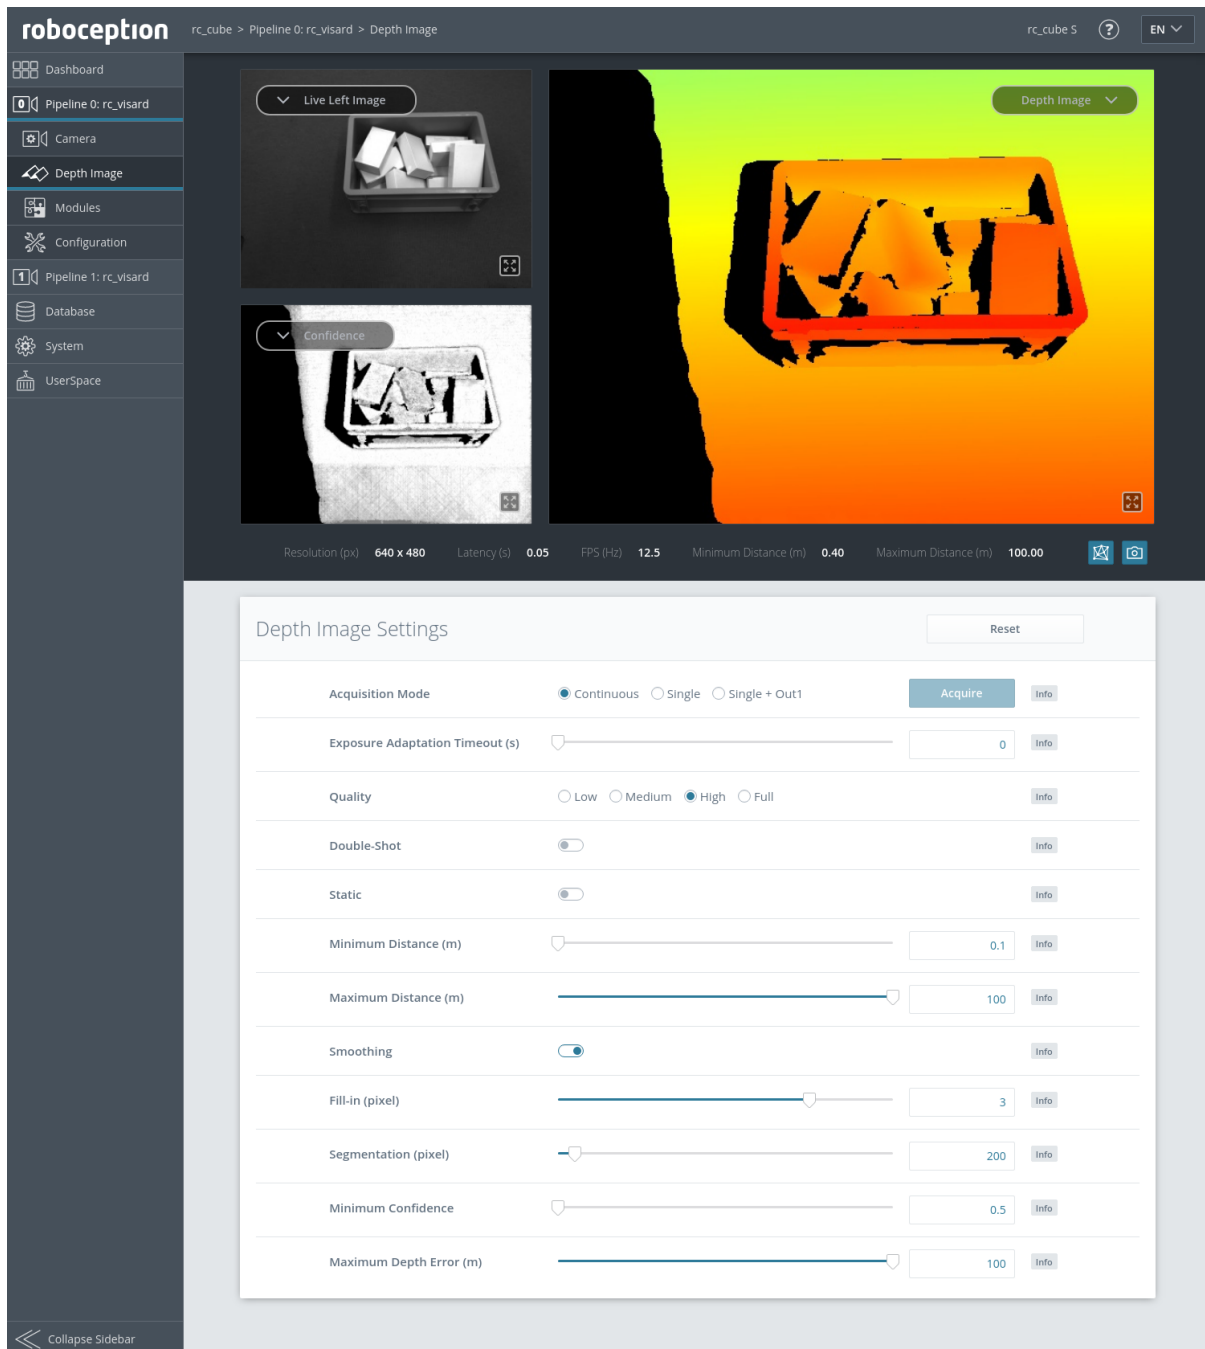 roboception rc_cube > Pipeline 0: rc_visard > Depth Image rc_cube S ? EN
Dashboard
0 Pipeline 0: rc_visard
Camera
Depth Image
Modules
Configuration
1 Pipeline 1: rc_visard
Database
System
UserSpace
Collapse Sidebar
Live Left Image
Confidence
Depth Image
Resolution (px) 640 x 480 Latency (s) 0.05 FPS (Hz) 12.5 Minimum Distance (m) 0.40 Maximum Distance (m) 100.00
Depth Image Settings Reset
Acquisition Mode Continuous Single Single + Out1 Acquire Info
Exposure Adaptation Timeout (s) 0 Info
Quality Low Medium High Full Info
Double-Shot Info
Static Info
Minimum Distance (m) 0.1 Info
Maximum Distance (m) 100 Info
Smoothing Info
Fill-in (pixel) 3 Info
Segmentation (pixel) 200 Info
Minimum Confidence 0.5 Info
Maximum Depth Error (m) 100 Info